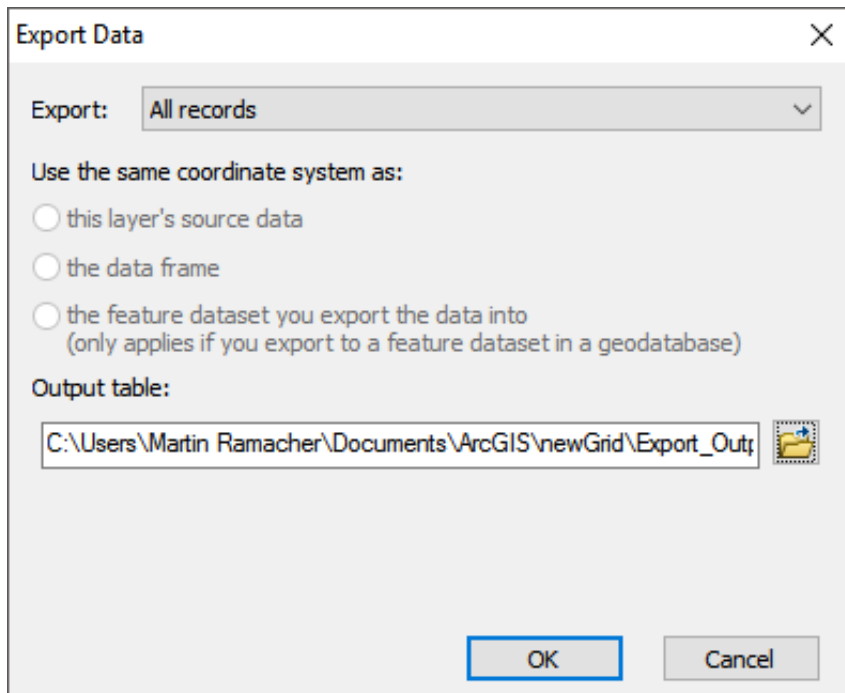 Export Data
Export: All records
Use the same coordinate system as:
this layer's source data
the data frame
the feature dataset you export the data into
(only applies if you export to a feature dataset in a geodatabase)
Output table:
C:\Users\Martin Ramacher\Documents\ArcGIS\newGrid\Export_Outp
OK Cancel